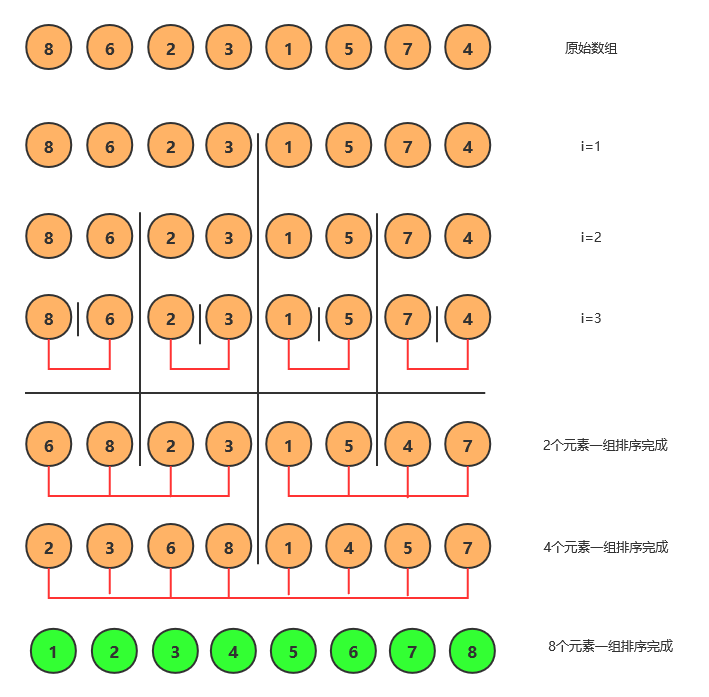 8 6 2 3 1 5 7 4 原始数组
8 6 2 3 1 5 7 4 i=1
8 6 2 3 1 5 7 4 i=2
8 6 2 3 1 5 7 4 i=3
6 8 2 3 1 5 4 7 2个元素一组排序完成
2 3 6 8 1 4 5 7 4个元素一组排序完成
1 2 3 4 5 6 7 8 8个元素一组排序完成